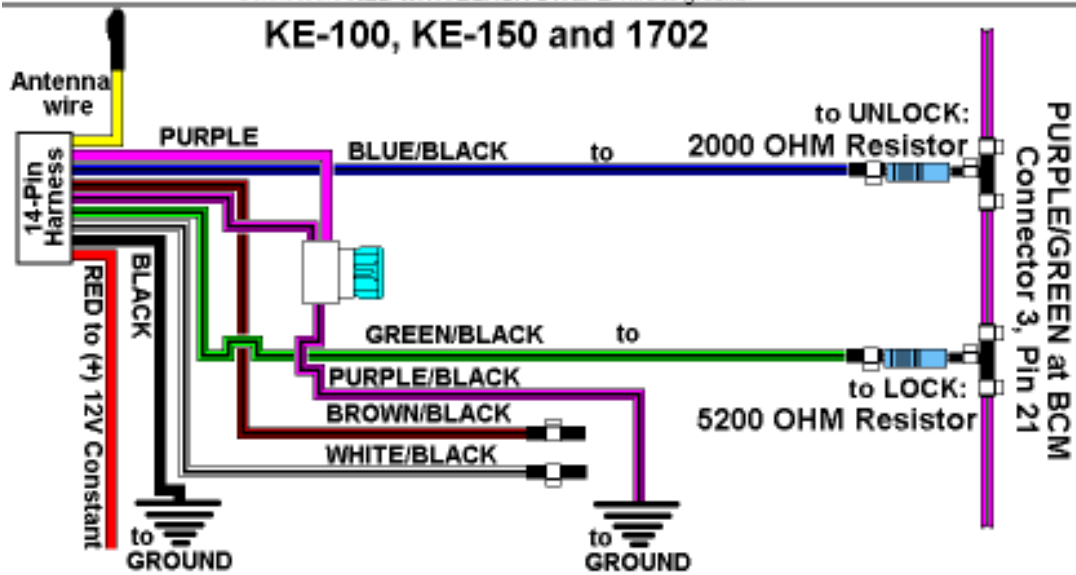 KE-100, KE-150 and 1702
Antenna
wire
PURPLE
BLUE/BLACK to
to UNLOCK:
2000 OHM Resistor
14-Pin
Harness
PURPLE/GREEN at BCM
Connector 3, Pin 21
RED to (+) 12V Constant
BLACK
GREEN/BLACK to
PURPLE/BLACK
to LOCK:
5200 OHM Resistor
BROWN/BLACK
WHITE/BLACK
to
GROUND
to
GROUND